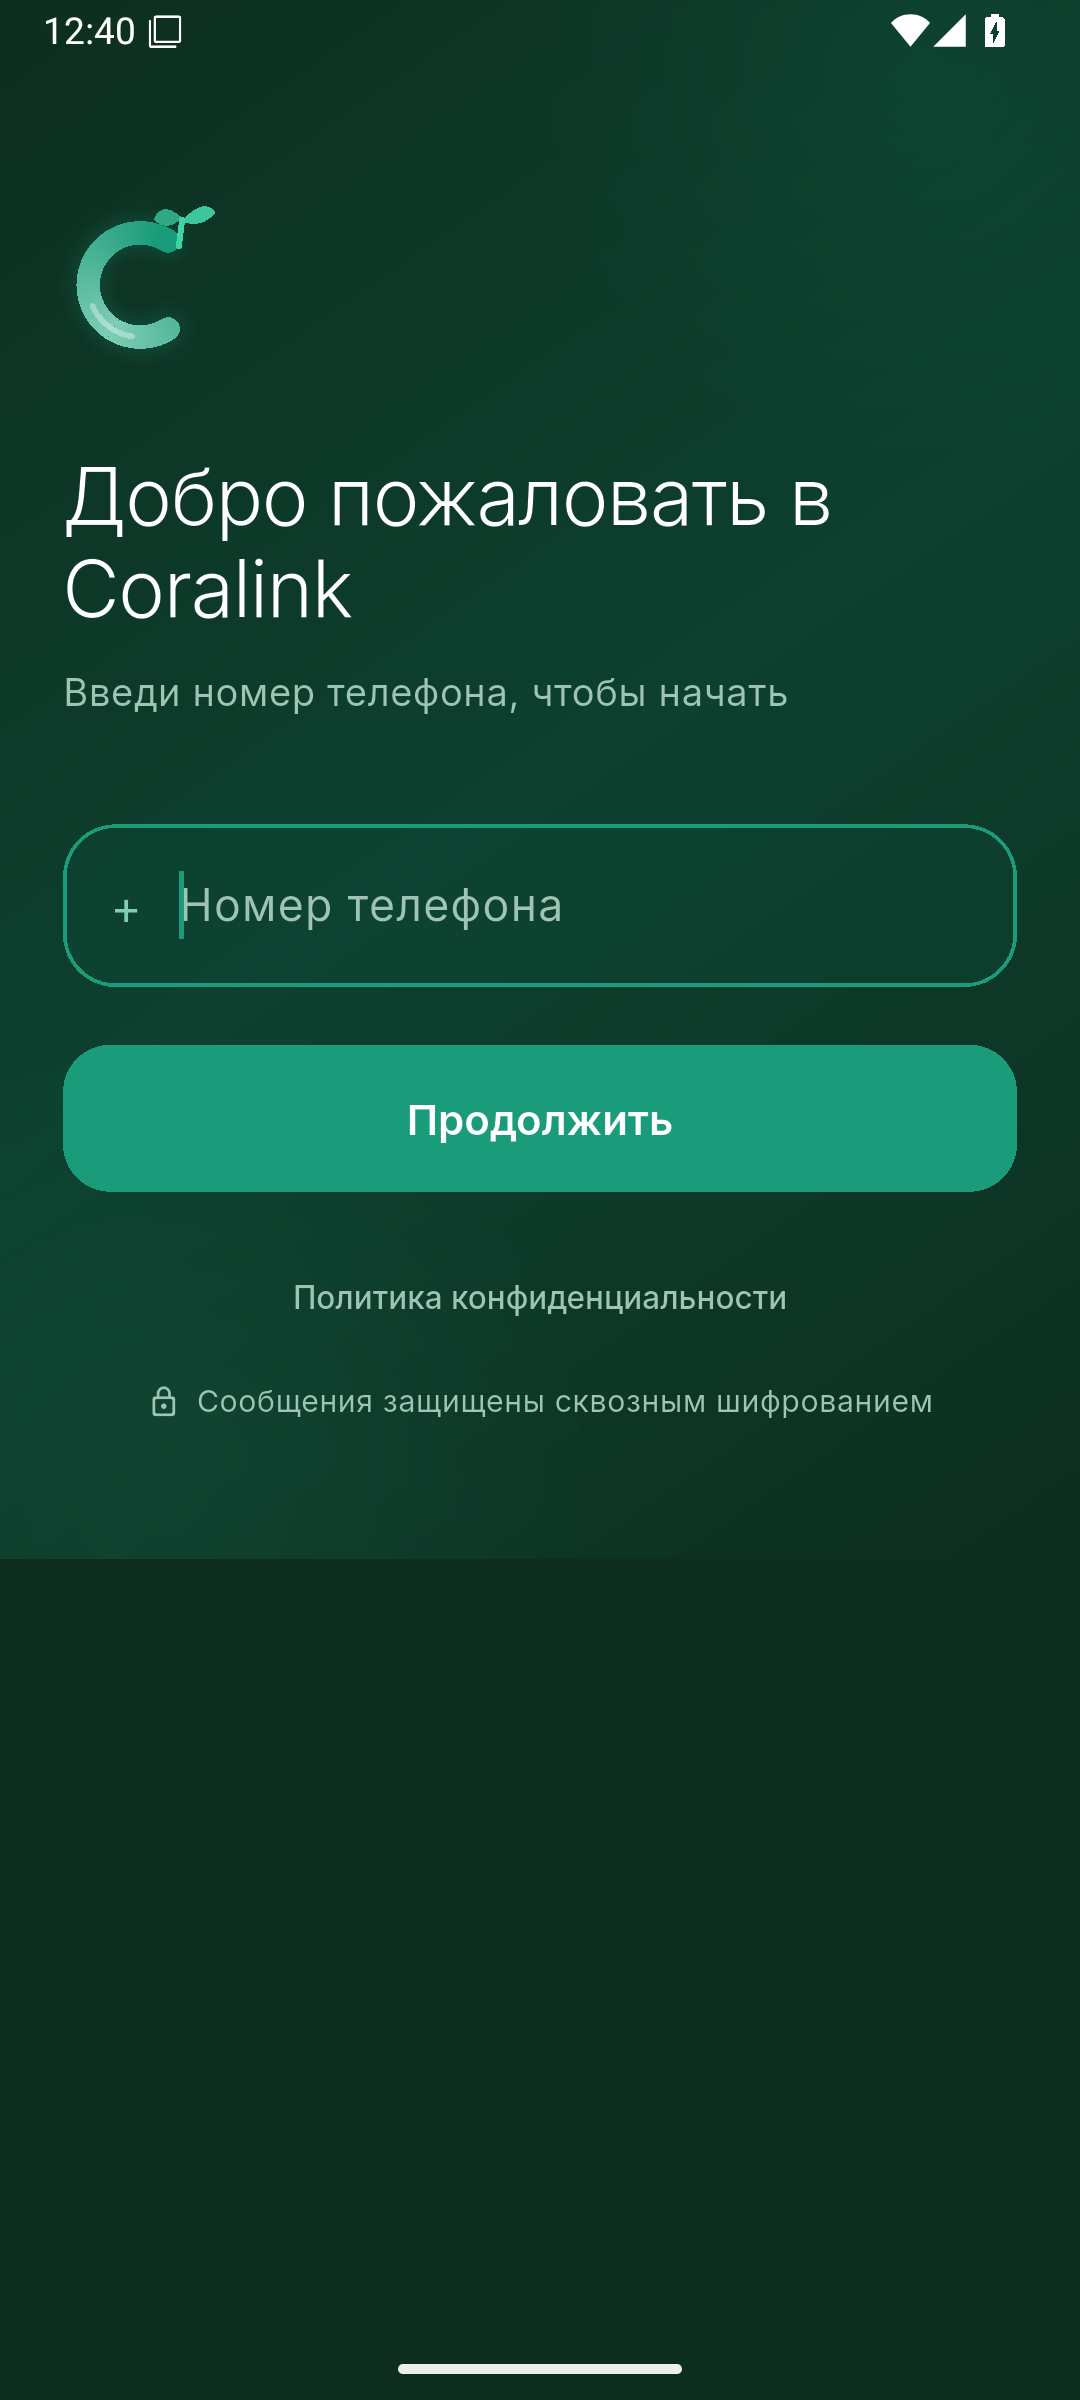 12:40
Добро пожаловать в
Coralink
Введи номер телефона, чтобы начать
+ Номер телефона
Продолжить
Политика конфиденциальности
Сообщения защищены сквозным шифрованием